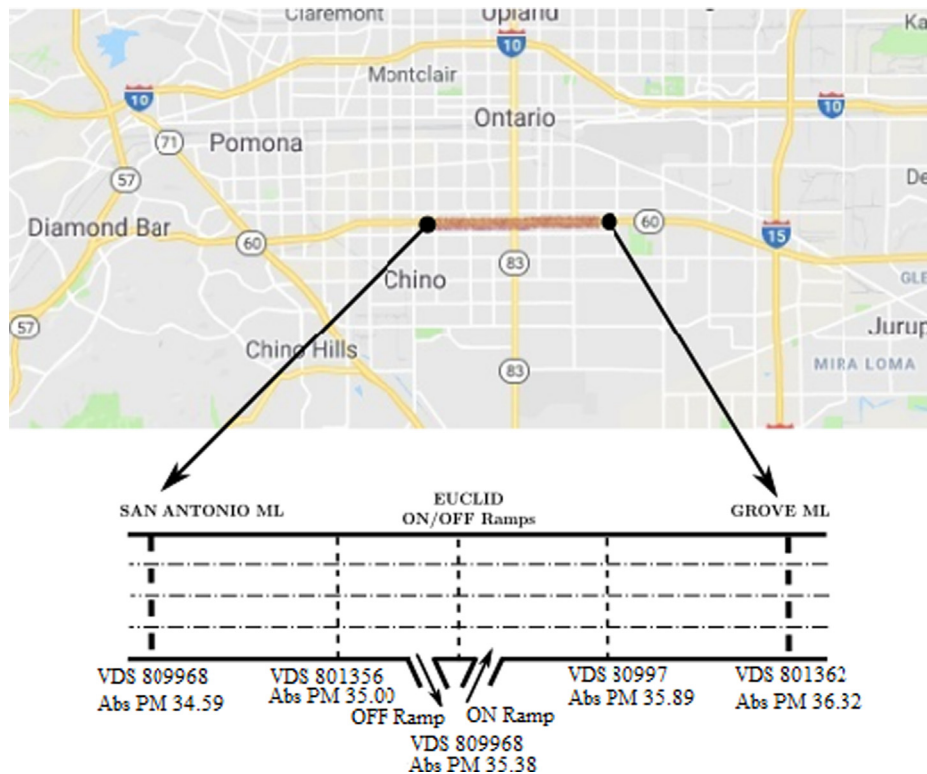 Claremont
Upland
10
Ka
Montclair
10
10
Ontario
71
Pomona
57
De
Diamond Bar
60
60
15
83
Chino
GLE
57
Jurup
Chino Hills
83
MIRA LOMA
SAN ANTONIO ML
EUCLID
ON/OFF Ramps
GROVE ML
VDS 809968
Abs PM 34.59
VDS 801356
Abs PM 35.00
OFF Ramp
ON Ramp
VDS 809968
Abs PM 35.38
VDS 80997
Abs PM 35.89
VDS 801362
Abs PM 36.32